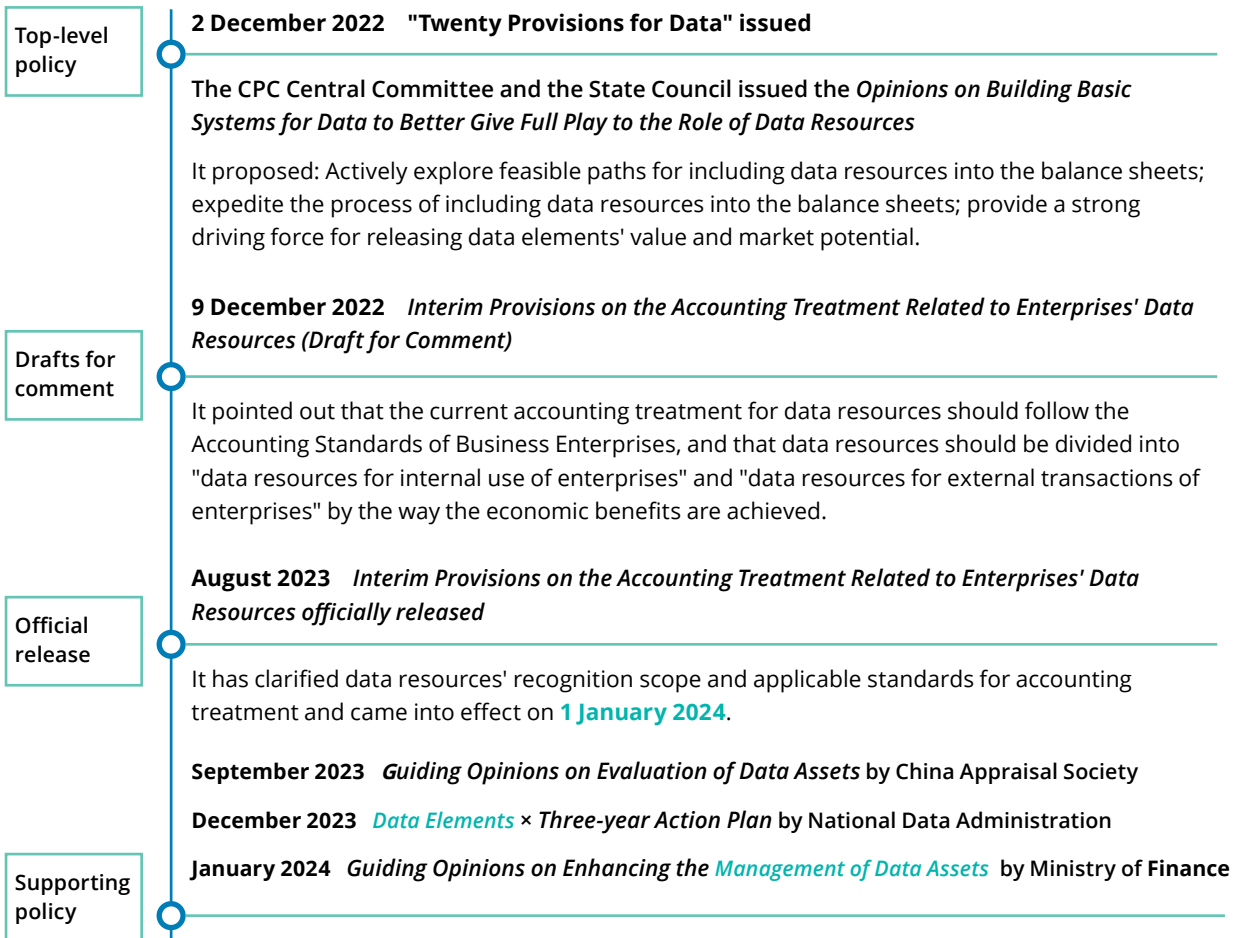 Top-level
policy
2 December 2022 "Twenty Provisions for Data" issued
The CPC Central Committee and the State Council issued the Opinions on Building Basic
Systems for Data to Better Give Full Play to the Role of Data Resources
It proposed: Actively explore feasible paths for including data resources into the balance sheets;
expedite the process of including data resources into the balance sheets; provide a strong
driving force for releasing data elements' value and market potential.
Drafts for
comment
9 December 2022 Interim Provisions on the Accounting Treatment Related to Enterprises' Data
Resources (Draft for Comment)
It pointed out that the current accounting treatment for data resources should follow the
Accounting Standards of Business Enterprises, and that data resources should be divided into
"data resources for internal use of enterprises" and "data resources for external transactions of
enterprises" by the way the economic benefits are achieved.
Official
release
August 2023 Interim Provisions on the Accounting Treatment Related to Enterprises' Data
Resources officially released
It has clarified data resources' recognition scope and applicable standards for accounting
treatment and came into effect on 1 January 2024.
September 2023 Guiding Opinions on Evaluation of Data Assets by China Appraisal Society
December 2023 Data Elements × Three-year Action Plan by National Data Administration
January 2024 Guiding Opinions on Enhancing the Management of Data Assets by Ministry of Finance
Supporting
policy